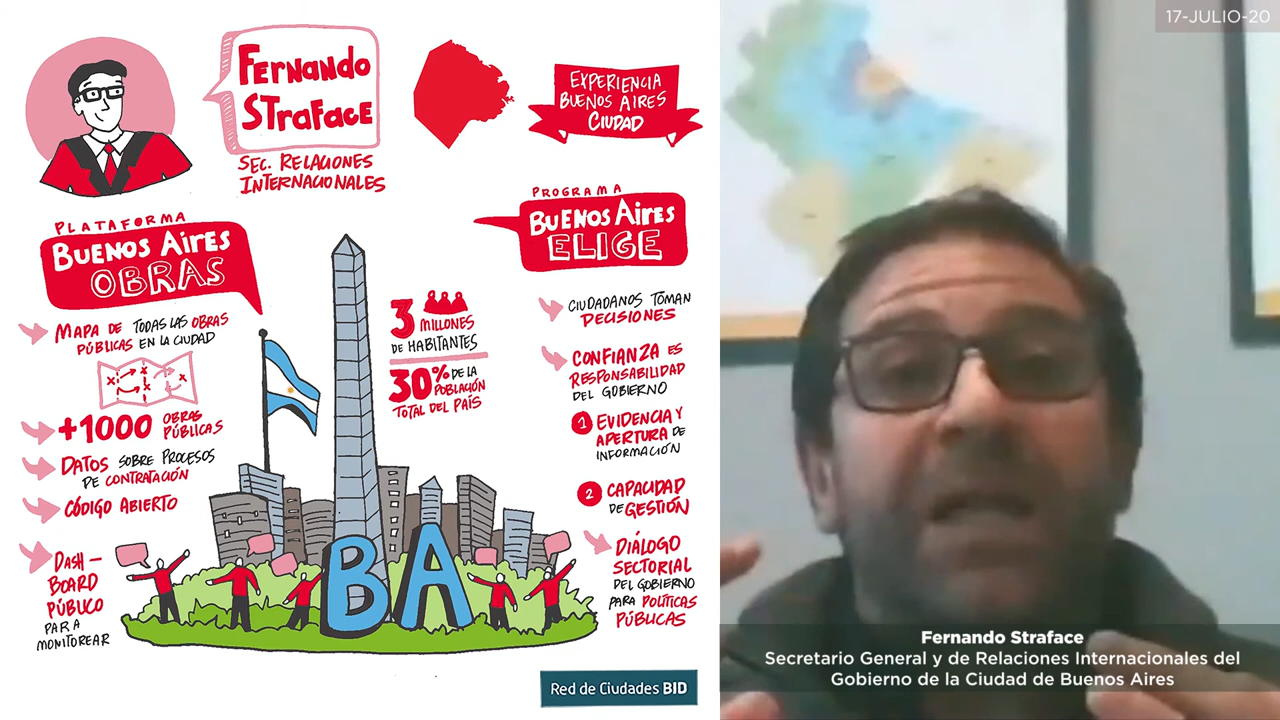 FERNANDO
STRAFACE
SEC. RELACIONES
INTERNACIONALES
EXPERIENCIA
BUENOS AIRES
CIUDAD
PLATAFORMA
BUENOS AIRES
OBRAS
MAPA DE TODAS LAS OBRAS
PÚBLICAS EN LA CIUDAD
+1000 OBRAS
PÚBLICAS
DATOS SOBRE PROCESOS
DE CONTRATACIÓN
CÓDIGO ABIERTO
DASH-
BOARD
PÚBLICO
PARA
MONITOREAR
3 MILLONES
DE HABITANTES
30% DE LA
POBLACIÓN
TOTAL DEL PAÍS
BA
PROGRAMA
BUENOS AIRES
ELIGE
CIUDADANOS TOMAN
DECISIONES
CONFIANZA ES
RESPONSABILIDAD
DEL GOBIERNO
1 EVIDENCIA Y
APERTURA DE
INFORMACIÓN
2 CAPACIDAD
DE GESTIÓN
DIÁLOGO
SECTORIAL
DEL GOBIERNO
PARA POLÍTICAS
PÚBLICAS
Red de Ciudades BID
17-JULIO-20
Fernando Straface
Secretario General y de Relaciones Internacionales del
Gobierno de la Ciudad de Buenos Aires